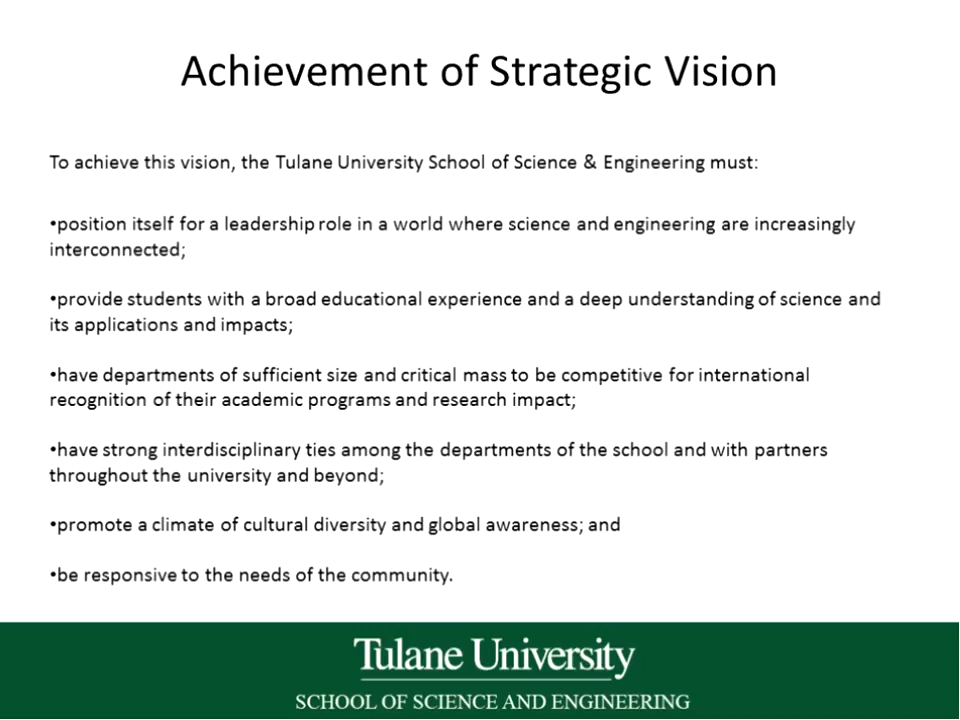 Achievement of Strategic Vision
To achieve this vision, the Tulane University School of Science & Engineering must:
•position itself for a leadership role in a world where science and engineering are increasingly
interconnected;
•provide students with a broad educational experience and a deep understanding of science and
its applications and impacts;
•have departments of sufficient size and critical mass to be competitive for international
recognition of their academic programs and research impact;
•have strong interdisciplinary ties among the departments of the school and with partners
throughout the university and beyond;
•promote a climate of cultural diversity and global awareness; and
•be responsive to the needs of the community.
Tulane University
SCHOOL OF SCIENCE AND ENGINEERING